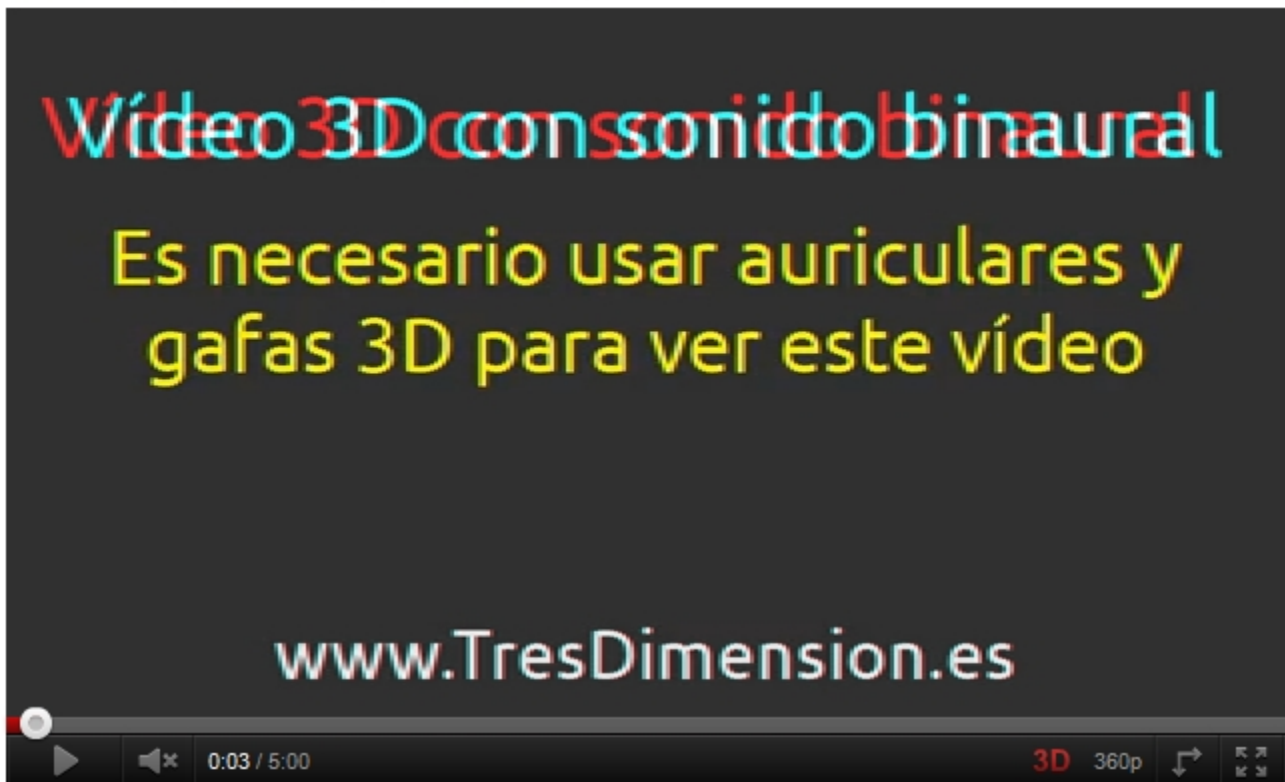 Vídeo 3D con sonido binaural
Es necesario usar auriculares y
gafas 3D para ver este vídeo
www.TresDimension.es
0:03 / 5:00 3D 360p